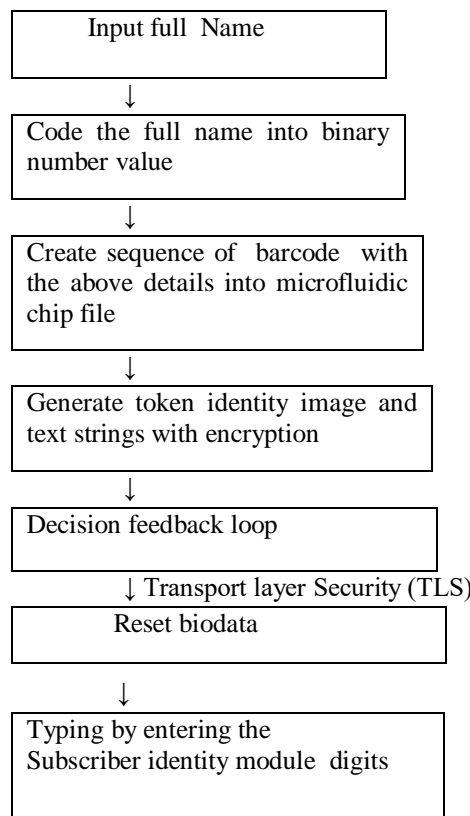 Input full Name
↓
Code the full name into binary
number value
↓
Create sequence of barcode with
the above details into microfluidic
chip file
↓
Generate token identity image and
text strings with encryption
↓
Decision feedback loop
↓ Transport layer Security (TLS)
Reset biodata
↓
Typing by entering the
Subscriber identity module digits